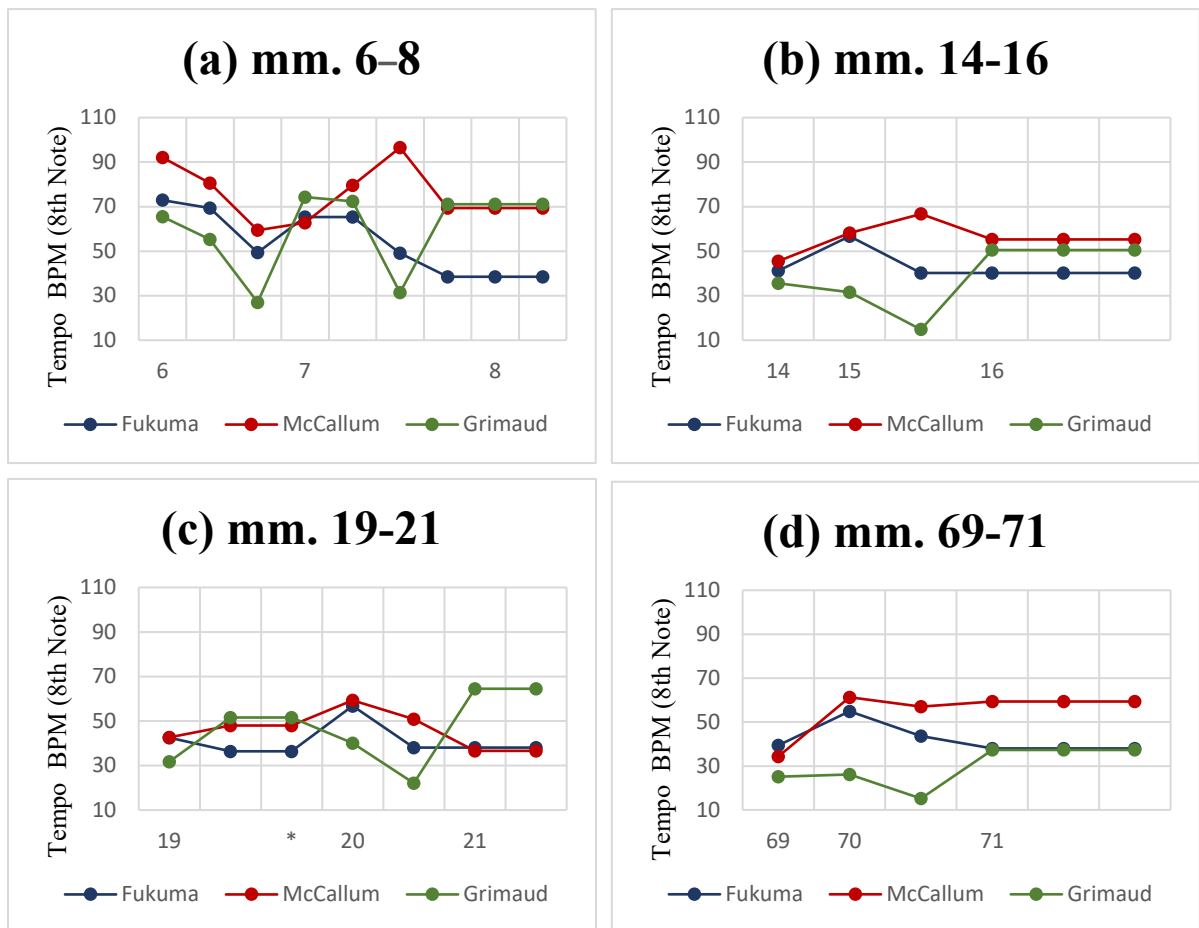 (a) mm. 6–8
Tempo BPM (8th Note)
110
90
70
50
30
10
6 7 8
Fukuma McCallum Grimaud
(b) mm. 14-16
Tempo BPM (8th Note)
110
90
70
50
30
10
14 15 16
Fukuma McCallum Grimaud
(c) mm. 19-21
Tempo BPM (8th Note)
110
90
70
50
30
10
19 * 20 21
Fukuma McCallum Grimaud
(d) mm. 69-71
Tempo BPM (8th Note)
110
90
70
50
30
10
69 70 71
Fukuma McCallum Grimaud